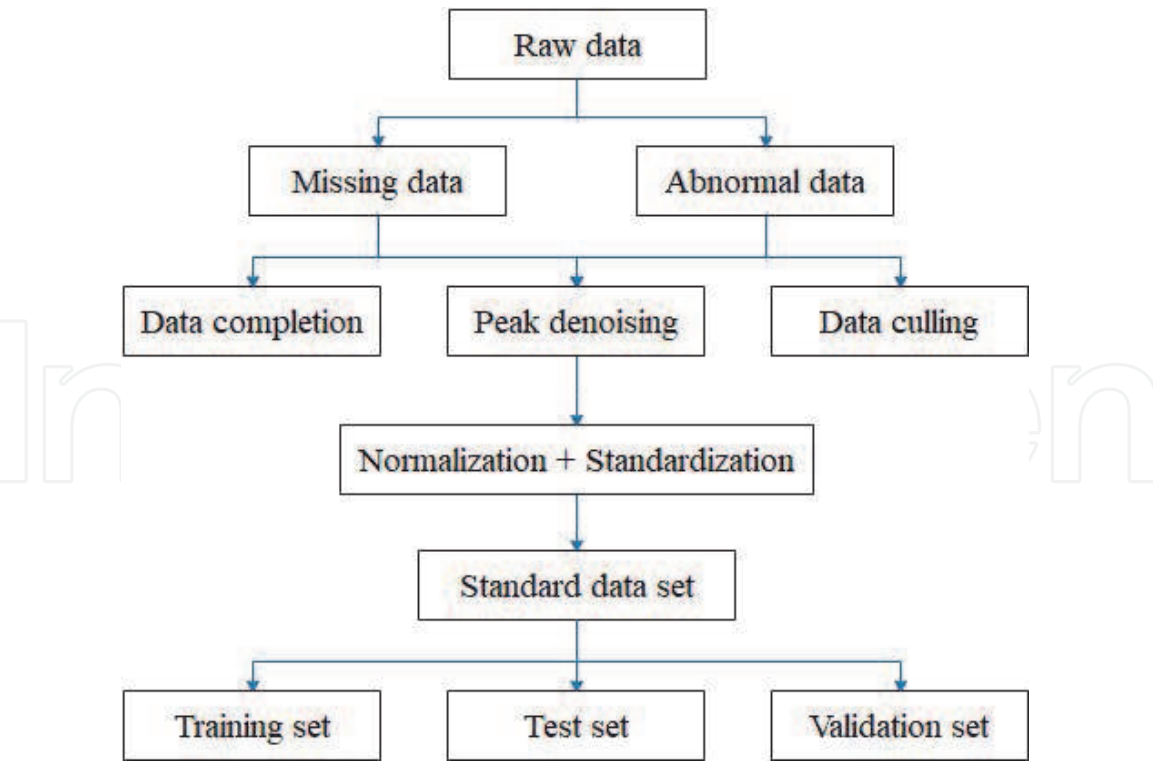 Raw data
Missing data
Abnormal data
Data completion
Peak denoising
Data culling
Normalization + Standardization
Standard data set
Training set
Test set
Validation set